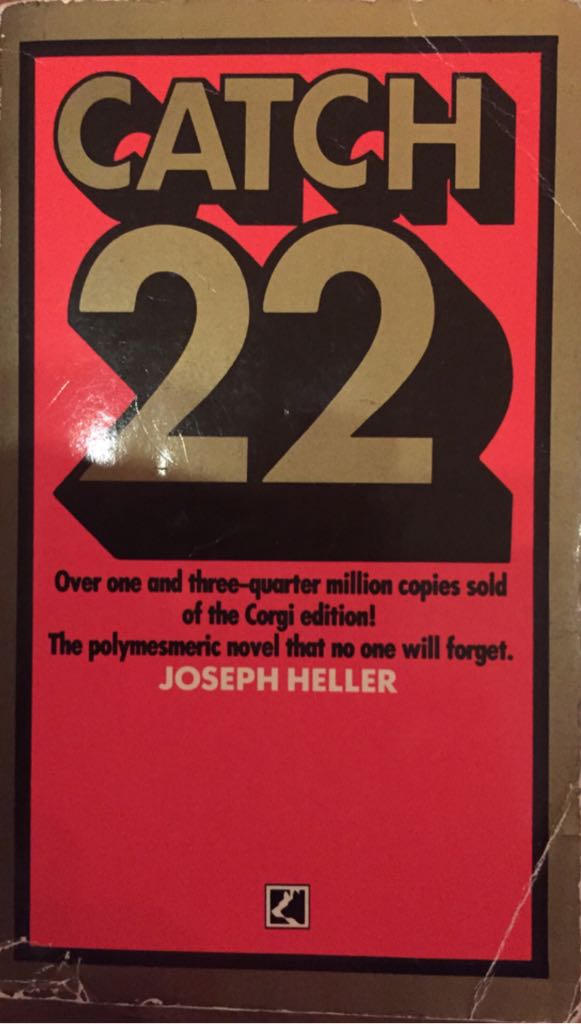 CATCH
22
Over one and three-quarter million copies sold
of the Corgi edition!
The polymesmeric novel that no one will forget.
JOSEPH HELLER